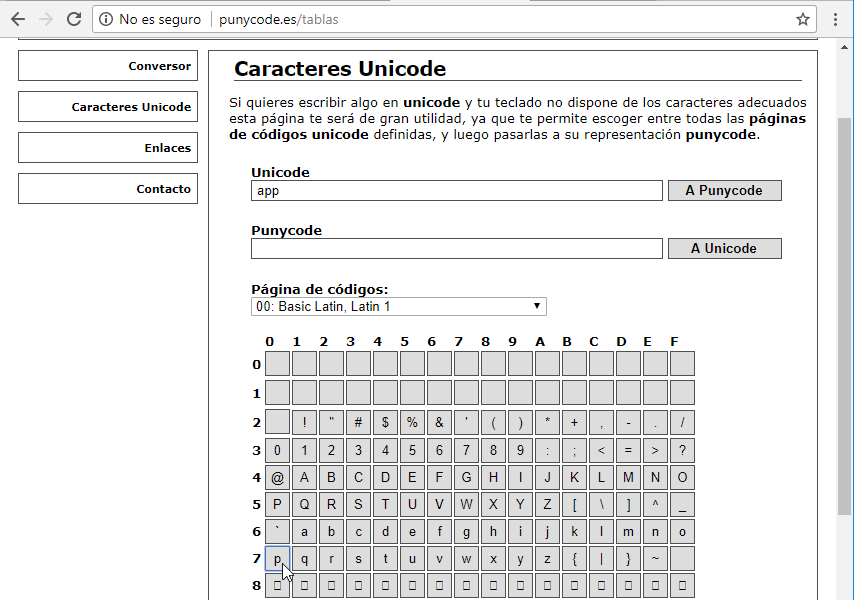 No es seguro | punycode.es/tablas
Conversor
Caracteres Unicode
Enlaces
Contacto
Caracteres Unicode
Si quieres escribir algo en unicode y tu teclado no dispone de los caracteres adecuados
esta página te será de gran utilidad, ya que te permite escoger entre todas las páginas
de códigos unicode definidas, y luego pasarlas a su representación punycode.
Unicode
app A Punycode
Punycode
A Unicode
Página de códigos:
00: Basic Latin, Latin 1
0 1 2 3 4 5 6 7 8 9 A B C D E F
0
1
2 ! " # $ % & ' ( ) * + , - . /
3 0 1 2 3 4 5 6 7 8 9 : ; < = > ?
4 @ A B C D E F G H I J K L M N O
5 P Q R S T U V W X Y Z [ \ ] ^ _
6 ` a b c d e f g h i j k l m n o
7 p q r s t u v w x y z { | } ~
8